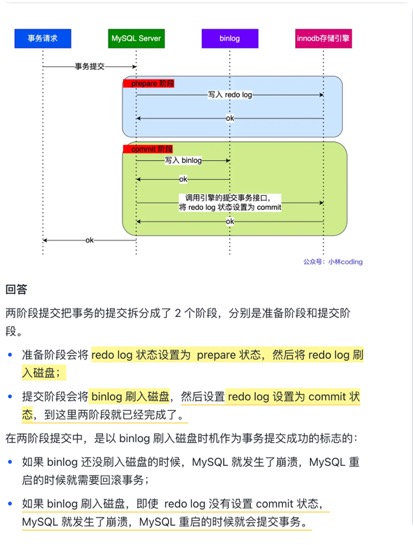 事务请求
MySQL Server
binlog
innodb存储引擎
事务提交
prepare 阶段
写入 redo log
ok
commit 阶段
写入 binlog
ok
调用引擎的提交事务接口,
将 redo log 状态设置为 commit
ok
ok
公众号：小林coding
回答
两阶段提交把事务的提交拆分成了 2 个阶段，分别是准备阶段和提交阶
段。
准备阶段会将 redo log 状态设置为 prepare 状态，然后将 redo log 刷
入磁盘；
提交阶段会将 binlog 刷入磁盘，然后设置 redo log 设置为 commit 状
态，到这里两阶段就已经完成了。
在两阶段提交中，是以 binlog 刷入磁盘时机作为事务提交成功的标志的：
如果 binlog 还没刷入磁盘的时候，MySQL 就发生了崩溃，MySQL 重
启的时候就需要回滚事务；
如果 binlog 刷入磁盘，即使 redo log 没有设置 commit 状态，
MySQL 就发生了崩溃，MySQL 重启的时候就会提交事务。